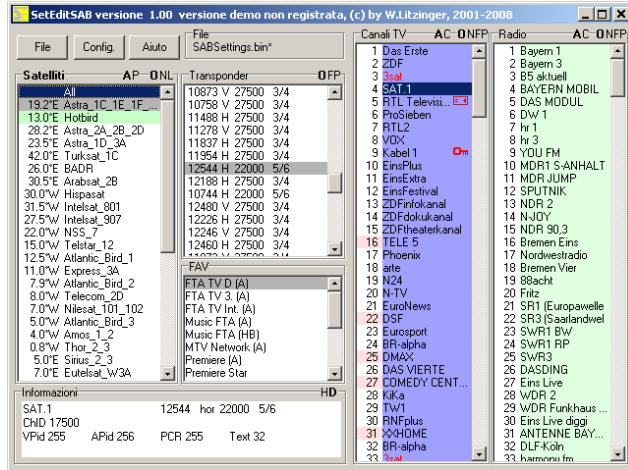 SetEditSAB versione 1.00 versione demo non registrata, (c) by W.Litzinger, 2001-2008
File Config. Aiuto
File
SABSettings.bin*
Satelliti AP ONL
All
19.2°E Astra_1C_1E_1F_...
13.0°E Hotbird
28.2°E Astra_2A_2B_2D
23.5°E Astra_1D_3A
42.0°E Turksat_1C
26.0°E BADR
30.5°E Arabsat_2B
30.0°W Hispasat
31.5°W Intelsat_801
27.5°W Intelsat_907
22.0°W NSS_7
15.0°W Telstar_12
12.5°W Atlantic_Bird_1
11.0°W Express_3A
7.9°W Atlantic_Bird_2
8.0°W Telecom_2D
7.0°W Nilesat_101_102
5.0°W Atlantic_Bird_3
4.0°W Amos_1_2
0.8°W Thor_2_3
5.0°E Sirius_2_3
7.0°E Eutelsat_W3A
Transponder OFP
10873 V 27500 3/4
10758 V 22000 3/4
11488 H 27500 3/4
11278 V 27500 3/4
11837 H 27500 3/4
11954 H 27500 3/4
12544 H 22000 5/6
12188 H 27500 3/4
10744 H 22000 5/6
12480 V 27500 3/4
12226 H 27500 3/4
12246 V 27500 3/4
12460 H 27500 3/4
FAV
FTA TV D (A)
FTA TV 3. (A)
FTA TV Int. (A)
Music FTA (A)
Music FTA (HB)
MTV Network (A)
Premiere (A)
Premiere Star
Informazioni HD
SAT.1 12544 hor 22000 5/6
ChID 17500
VPid 255 APid 256 PCR 255 Text 32
Canali TV AC ONFP
1 Das Erste
2 ZDF
3 3sat
4 SAT.1
5 RTL Televisi...
6 ProSieben
7 RTL2
8 VOX
9 Kabel 1
10 EinsPlus
11 EinsExtra
12 EinsFestival
13 ZDFinfokanal
14 ZDFdokukanal
15 ZDFtheaterkanal
16 TELE 5
17 Phoenix
18 arte
19 N24
20 N-TV
21 EuroNews
22 DSF
23 Eurosport
24 BR-alpha
25 DMAX
26 DAS VIERTE
27 COMEDY CENT...
28 KiKa
29 TW1
30 RNFplus
31 XXHOME
32 BR-alpha
33 3sat
Radio AC ONFP
1 Bayern 1
2 Bayern 3
3 B5 aktuell
4 BAYERN MOBIL
5 DAS MODUL
6 DW 1
7 hr 1
8 hr 3
9 YOU FM
10 MDR1 S-ANHALT
11 MDR JUMP
12 SPUTNIK
13 NDR 2
14 N-JOY
15 NDR 90,3
16 Bremen Eins
17 Nordwestradio
18 Bremen Vier
19 88acht
20 Fritz
21 SR1 (Europawelle
22 SR3 (Saarlandwel
23 SWR1 BW
24 SWR1 RP
25 SWR3
26 DASDING
27 Eins Live
28 WDR 2
29 WDR Funkhaus ...
30 Eins Live diggi
31 ANTENNE BAY...
32 DLF-Köln
33 harmony fm